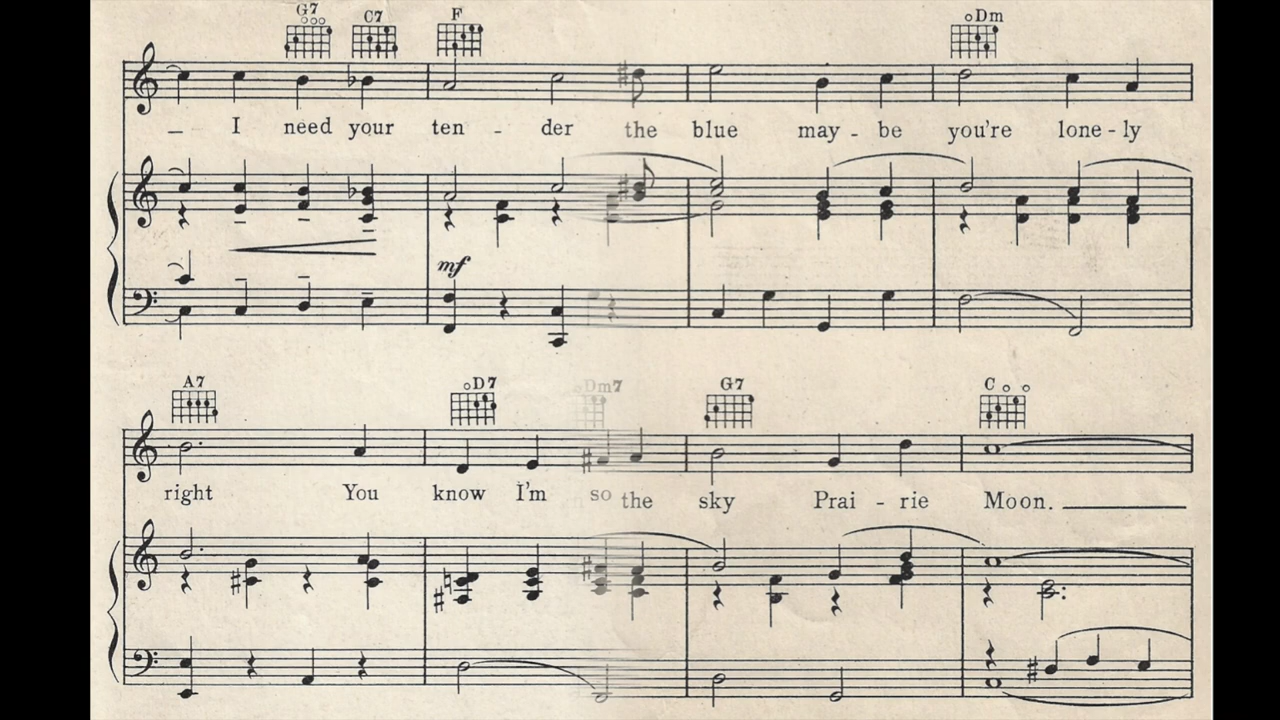 G7 C7 F Dm
_ I need your ten - der the blue may - be you're lone - ly
mf
A7 D7 Dm7 G7 C
right You know I'm so the sky Prai - rie Moon.